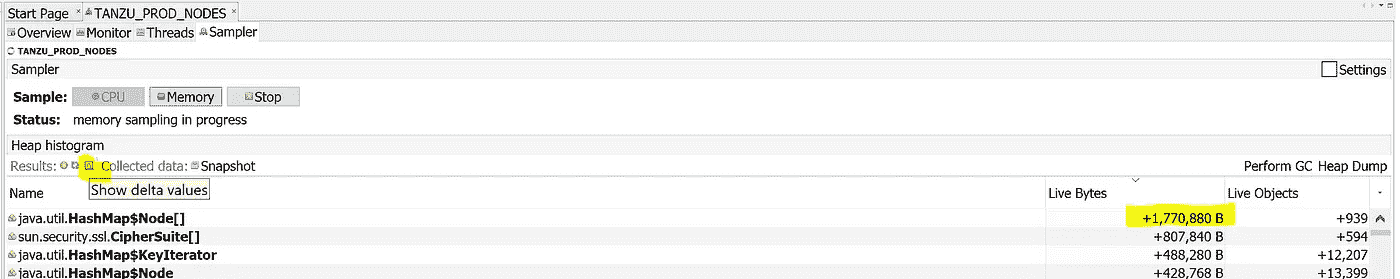 Start Page TANZU_PROD_NODES
Overview Monitor Threads Sampler
TANZU_PROD_NODES
Sampler Settings
Sample: CPU Memory Stop
Status: memory sampling in progress
Heap histogram
Results: Collected data: Snapshot Perform GC Heap Dump
Show delta values
Name Live Bytes Live Objects
java.util.HashMap$Node[] +1,770,880 B +939
sun.security.ssl.CipherSuite[] +807,840 B +594
java.util.HashMap$KeyIterator +488,280 B +12,207
java.util.HashMap$Node +428,768 B +13,399